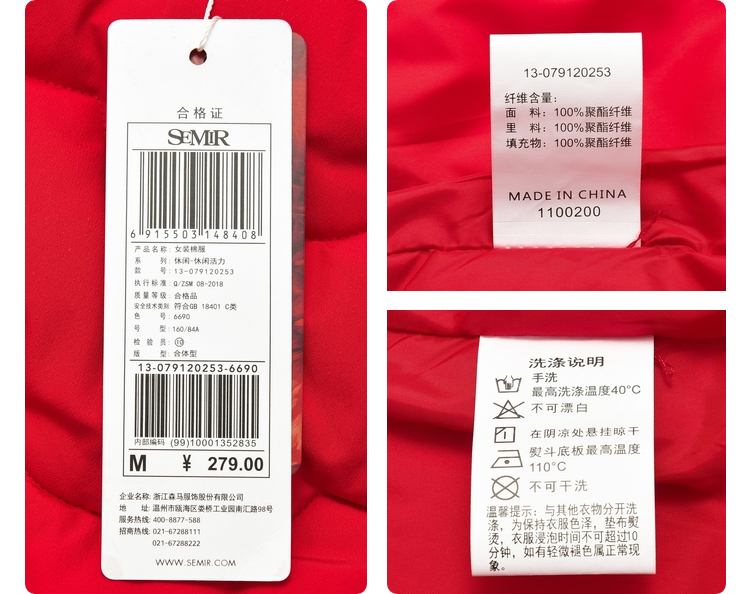 合格证
SEMIR
6 915503 148408
产品名称: 女装棉服
系 列: 休闲-休闲活力
款 号: 13-079120253
执行标准: Q/ZSM 08-2018
质量等级: 合格品
安全技术类别: 符合GB 18401 C类
色 号: 6690
号 型: 160/84A
检 验 员: ⑩
版 型: 合体型
13-079120253-6690
内部编码 (99)10001352835
M ¥ 279.00
企业名称: 浙江森马服饰股份有限公司
地 址: 温州市瓯海区娄桥工业园南汇路98号
服务热线: 400-8877-588
招商热线: 021-67288111
021-67288222
WWW.SEMIR.COM
13-079120253
纤维含量:
面 料: 100%聚酯纤维
里 料: 100%聚酯纤维
填充物: 100%聚酯纤维
MADE IN CHINA
1100200
洗涤说明
手洗
最高洗涤温度40°C
不可漂白
在阴凉处悬挂晾干
熨斗底板最高温度
110°C
不可干洗
温馨提示: 与其他衣物分开洗
涤, 为保持衣服色泽, 垫布熨
烫, 衣服浸泡时间不可超过10
分钟, 如有轻微褪色属正常现
象。